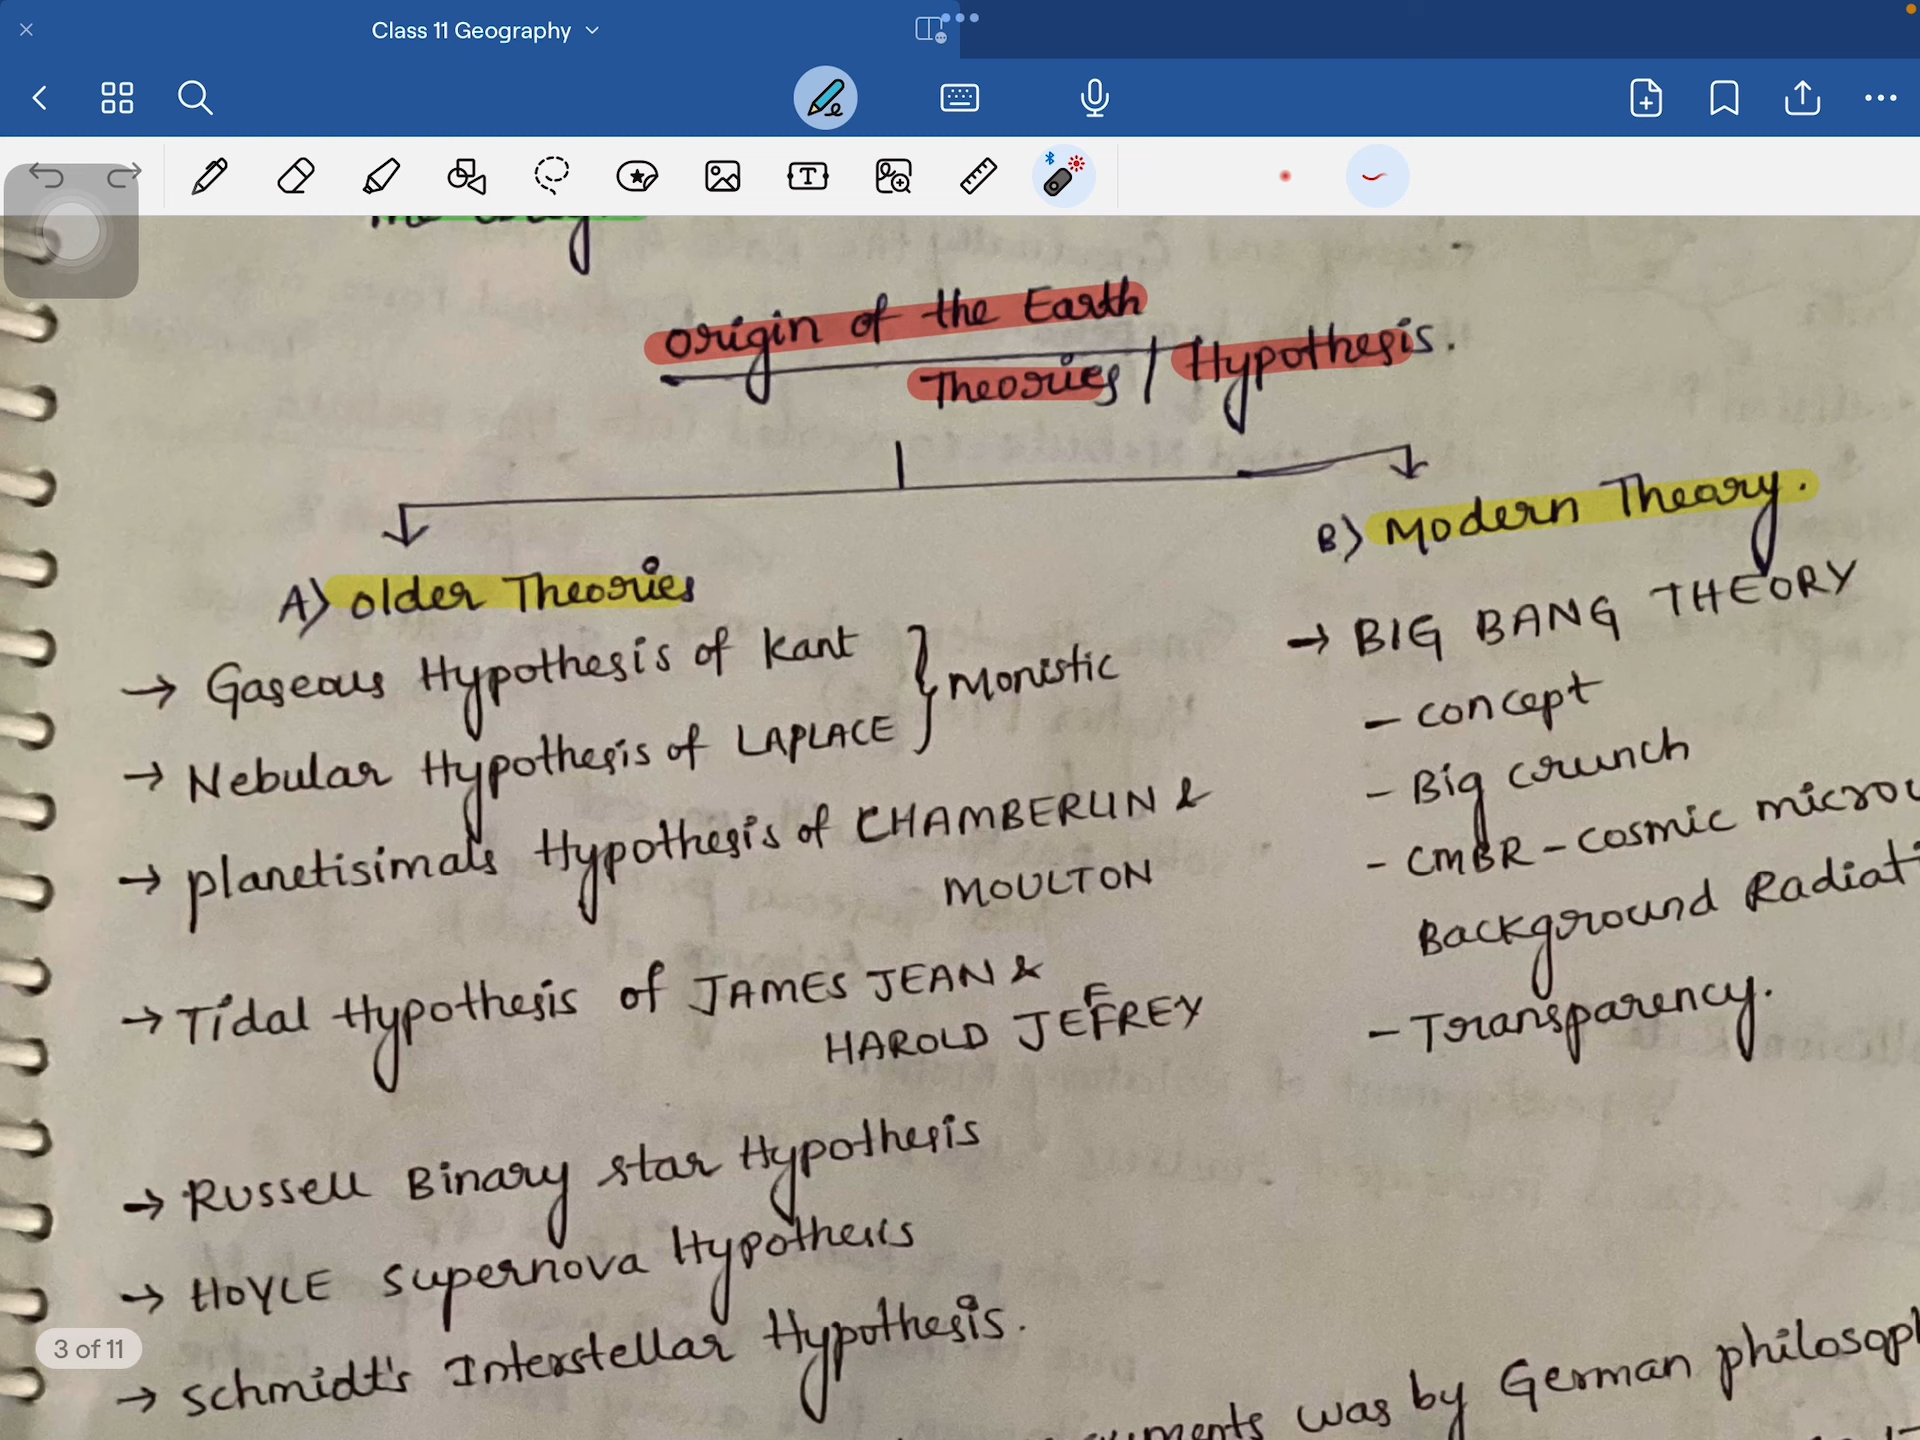 Class 11 Geography
origin of the Earth
Theories / Hypothesis.
A) older Theories
→ Gaseous Hypothesis of Kant } Monistic
→ Nebular Hypothesis of LAPLACE
→ planetisimals Hypothesis of CHAMBERLIN &
MOULTON
→ Tidal Hypothesis of JAMES JEAN &
HAROLD JEFFREY
→ RUSSELL Binary star Hypothesis
→ HOYLE supernova Hypothesis
→ schmidt's Interstellar Hypothesis.
B) Modern Theory.
→ BIG BANG THEORY
- concept
- Big crunch
- CMBR - cosmic microw
Background Radiati
- Transparency.
was by German philosoph
3 of 11